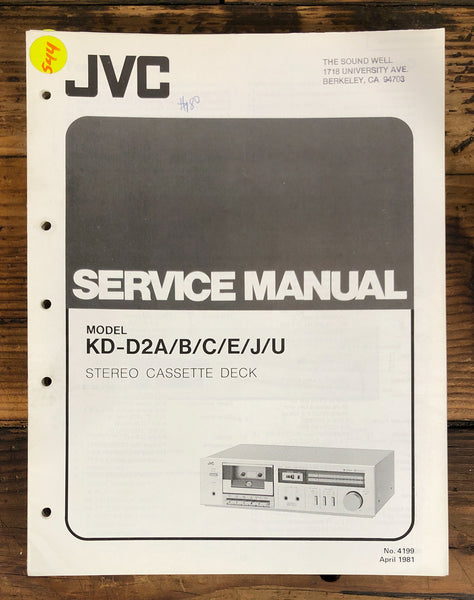 544
JVC
THE SOUND WELL
1718 UNIVERSITY AVE.
BERKELEY, CA 94703
SERVICE MANUAL
MODEL
KD-D2A/B/C/E/J/U
STEREO CASSETTE DECK
JVC
No. 4199
April 1981